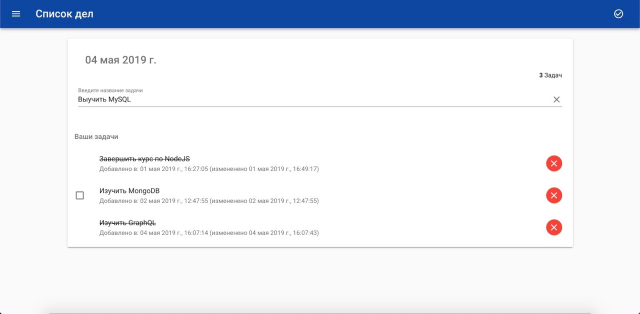 Список дел
04 мая 2019 г.
3 Задач
Введите название задачи
Выучить MySQL
Ваши задачи
Завершить курс по NodeJS
Добавлено в: 01 мая 2019 г., 16:27:05 (измененено 01 мая 2019 г., 16:49:17)
Изучить MongoDB
Добавлено в: 02 мая 2019 г., 12:47:55 (измененено 02 мая 2019 г., 12:47:55)
Изучить GraphQL
Добавлено в: 04 мая 2019 г., 16:07:14 (измененено 04 мая 2019 г., 16:07:43)